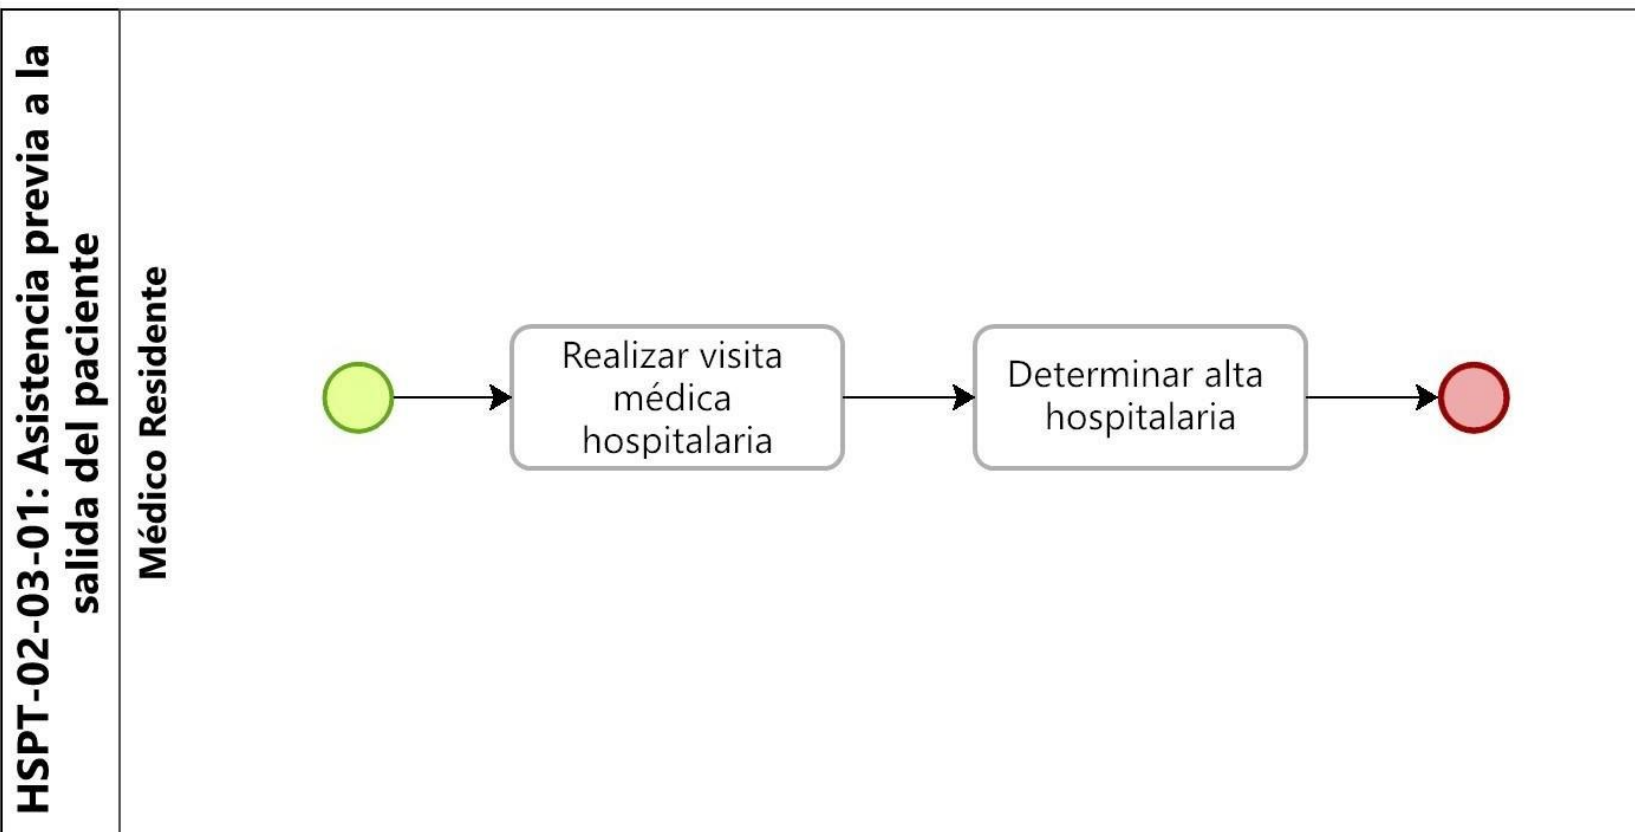 HSPT-02-03-01: Asistencia previa a la
salida del paciente
Médico Residente
Realizar visita
médica
hospitalaria
Determinar alta
hospitalaria